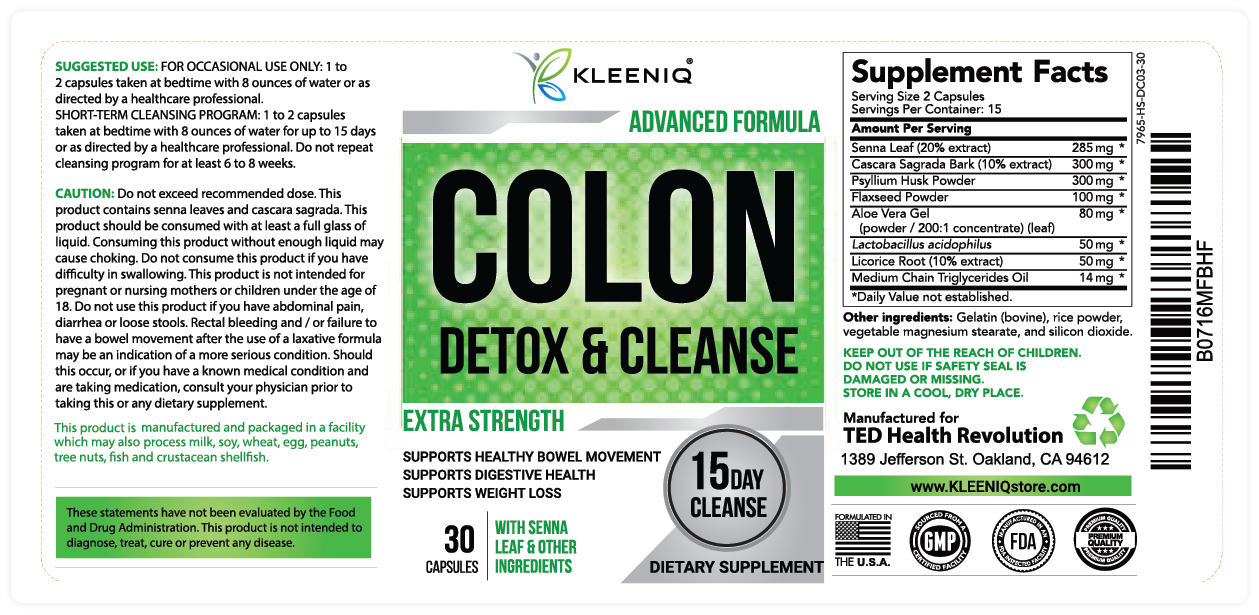 SUGGESTED USE: FOR OCCASIONAL USE ONLY: 1 to
2 capsules taken at bedtime with 8 ounces of water or as
directed by a healthcare professional.
SHORT-TERM CLEANSING PROGRAM: 1 to 2 capsules
taken at bedtime with 8 ounces of water for up to 15 days
or as directed by a healthcare professional. Do not repeat
cleansing program for at least 6 to 8 weeks.
CAUTION: Do not exceed recommended dose. This
product contains senna leaves and cascara sagrada. This
product should be consumed with at least a full glass of
liquid. Consuming this product without enough liquid may
cause choking. Do not consume this product if you have
difficulty in swallowing. This product is not intended for
pregnant or nursing mothers or children under the age of
18. Do not use this product if you have abdominal pain,
diarrhea or loose stools. Rectal bleeding and / or failure to
have a bowel movement after the use of a laxative formula
may be an indication of a more serious condition. Should
this occur, or if you have a known medical condition and
are taking medication, consult your physician prior to
taking this or any dietary supplement.
This product is manufactured and packaged in a facility
which may also process milk, soy, wheat, egg, peanuts,
tree nuts, fish and crustacean shellfish.
These statements have not been evaluated by the Food
and Drug Administration. This product is not intended to
diagnose, treat, cure or prevent any disease.
KLEENIQ®
ADVANCED FORMULA
COLON
DETOX & CLEANSE
EXTRA STRENGTH
SUPPORTS HEALTHY BOWEL MOVEMENT
SUPPORTS DIGESTIVE HEALTH
SUPPORTS WEIGHT LOSS
15 DAY
CLEANSE
30
CAPSULES
WITH SENNA
LEAF & OTHER
INGREDIENTS
DIETARY SUPPLEMENT
Supplement Facts
Serving Size 2 Capsules
Servings Per Container: 15
Amount Per Serving
Senna Leaf (20% extract) 285 mg *
Cascara Sagrada Bark (10% extract) 300 mg *
Psyllium Husk Powder 300 mg *
Flaxseed Powder 100 mg *
Aloe Vera Gel 80 mg *
(powder / 200:1 concentrate) (leaf)
Lactobacillus acidophilus 50 mg *
Licorice Root (10% extract) 50 mg *
Medium Chain Triglycerides Oil 14 mg *
*Daily Value not established.
Other ingredients: Gelatin (bovine), rice powder,
vegetable magnesium stearate, and silicon dioxide.
KEEP OUT OF THE REACH OF CHILDREN.
DO NOT USE IF SAFETY SEAL IS
DAMAGED OR MISSING.
STORE IN A COOL, DRY PLACE.
Manufactured for
TED Health Revolution
1389 Jefferson St. Oakland, CA 94612
www.KLEENIQstore.com
FORMULATED IN
THE U.S.A.
SOURCED FROM A
GMP
CERTIFIED FACILITY
MANUFACTURED IN AN
FDA
INSPECTED FACILITY
PREMIUM QUALITY
PREMIUM
QUALITY
PREMIUM QUALITY
7965-HS-DC03-30
B0716MFBHF